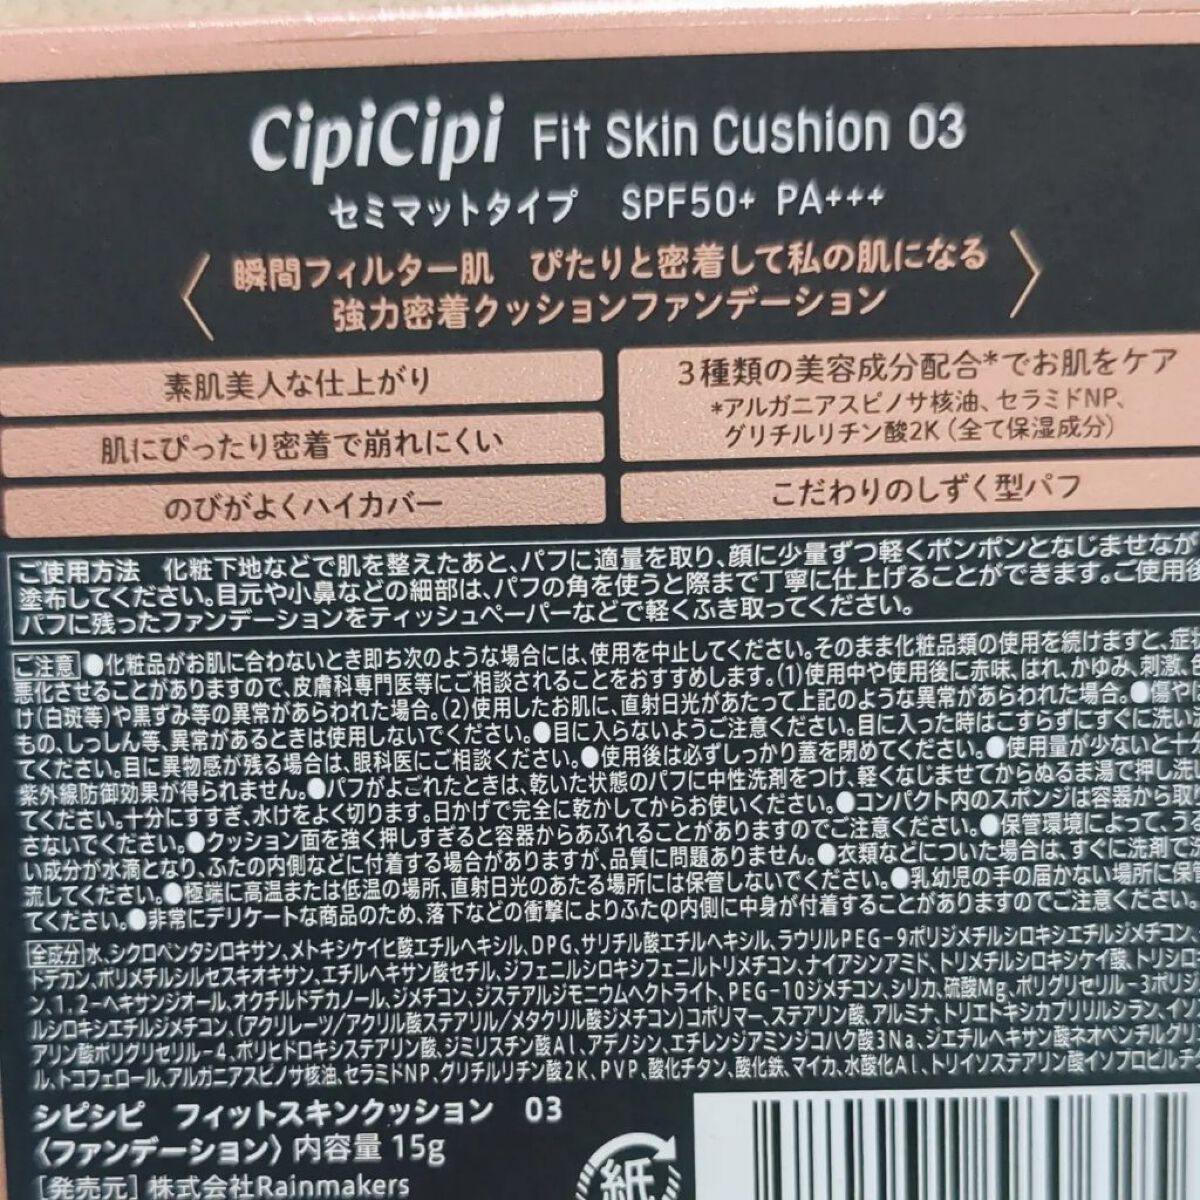 CipiCipi Fit Skin Cushion 03
セミマットタイプ SPF50+ PA+++
瞬間フィルター肌 ぴたりと密着して私の肌になる
強力密着クッションファンデーション
素肌美人な仕上がり
肌にぴったり密着で崩れにくい
のびがよくハイカバー
3種類の美容成分配合*でお肌をケア
*アルガニアスピノサ核油、セラミドNP、
グリチルリチン酸2K(全て保湿成分)
こだわりのしずく型パフ
ご使用方法 化粧下地などで肌を整えたあと、パフに適量を取り、顔に少量ずつ軽くポンポンとなじませなが
塗布してください。目元や小鼻などの細部は、パフの角を使うと際まで丁寧に仕上げることができます。ご使用後
パフに残ったファンデーションをティッシュペーパーなどで軽くふき取ってください。
ご注意 ●化粧品がお肌に合わないとき即ち次のような場合には、使用を中止してください。そのまま化粧品類の使用を続けますと、症
悪化させることがありますので、皮膚科専門医等にご相談されることをおすすめします。(1)使用中や使用後に赤味、はれ、かゆみ、刺激、
け(白斑等)や黒ずみ等の異常があらわれた場合。(2)使用したお肌に、直射日光があたって上記のような異常があらわれた場合。●傷や
もの、しっしん等、異常があるときは使用しないでください。●目に入らないようご注意ください。目に入った時はこすらずにすぐに洗い
てください。目に異物感が残る場合は、眼科医にご相談ください。●使用後は必ずしっかり蓋を閉めてください。●使用量が少ないと十
紫外線防御効果が得られません。●パフがよごれたときは、乾いた状態のパフに中性洗剤をつけ、軽くなじませてからぬるま湯で押し洗
てください。十分にすすぎ、水けをよく切ります。日かげで完全に乾かしてからお使いください。●コンパクト内のスポンジは容器から取
さないでください。●クッション面を強く押しすぎると容器からあふれることがありますのでご注意ください。●保管環境によって、う
い成分が水滴となり、ふたの内側などに付着する場合がありますが、品質に問題ありません。●衣類などについた場合は、すぐに洗剤で
流してください。●極端に高温または低温の場所、直射日光のあたる場所には保管しないでください。●乳幼児の手の届かない場所に保管
てください。●非常にデリケートな商品のため、落下などの衝撃によりふたの内側に中身が付着することがありますのでご注意ください。
全成分 水、シクロペンタシロキサン、メトキシケイヒ酸エチルヘキシル、DPG、サリチル酸エチルヘキシル、ラウリルPEG-9ポリジメチルシロキシエチルジメチコン、
トデカン、ポリメチルシルセスキオキサン、エチルヘキサン酸セチル、ジフェニルシロキシフェニルトリメチコン、ナイアシンアミド、トリメチルシロキシケイ酸、トリシロ
ン、1,2-ヘキサンジオール、オクチルドデカノール、ジメチコン、ジステアルジモニウムヘクトライト、PEG-10ジメチコン、シリカ、硫酸Mg、ポリグリセリル-3ポリジ
ルシロキシエチルジメチコン、(アクリレーツ/アクリル酸ステアリル/メタクリル酸ジメチコン)コポリマー、ステアリン酸、アルミナ、トリエトキシカプリリルシラン、イソ
アリン酸ポリグリセリル-4、ポリヒドロキシステアリン酸、ジミリスチン酸Al、アデノシン、エチレンジアミンジコハク酸3Na、ジエチルヘキサン酸ネオペンチルグリ
ル、トコフェロール、アルガニアスピノサ核油、セラミドNP、グリチルリチン酸2K、PVP、酸化チタン、酸化鉄、マイカ、水酸化Al、トリイソステアリン酸イソプロピルチ
シピシピ フィットスキンクッション 03
〈ファンデーション〉内容量 15g
[発売元] 株式会社Rainmakers
紙